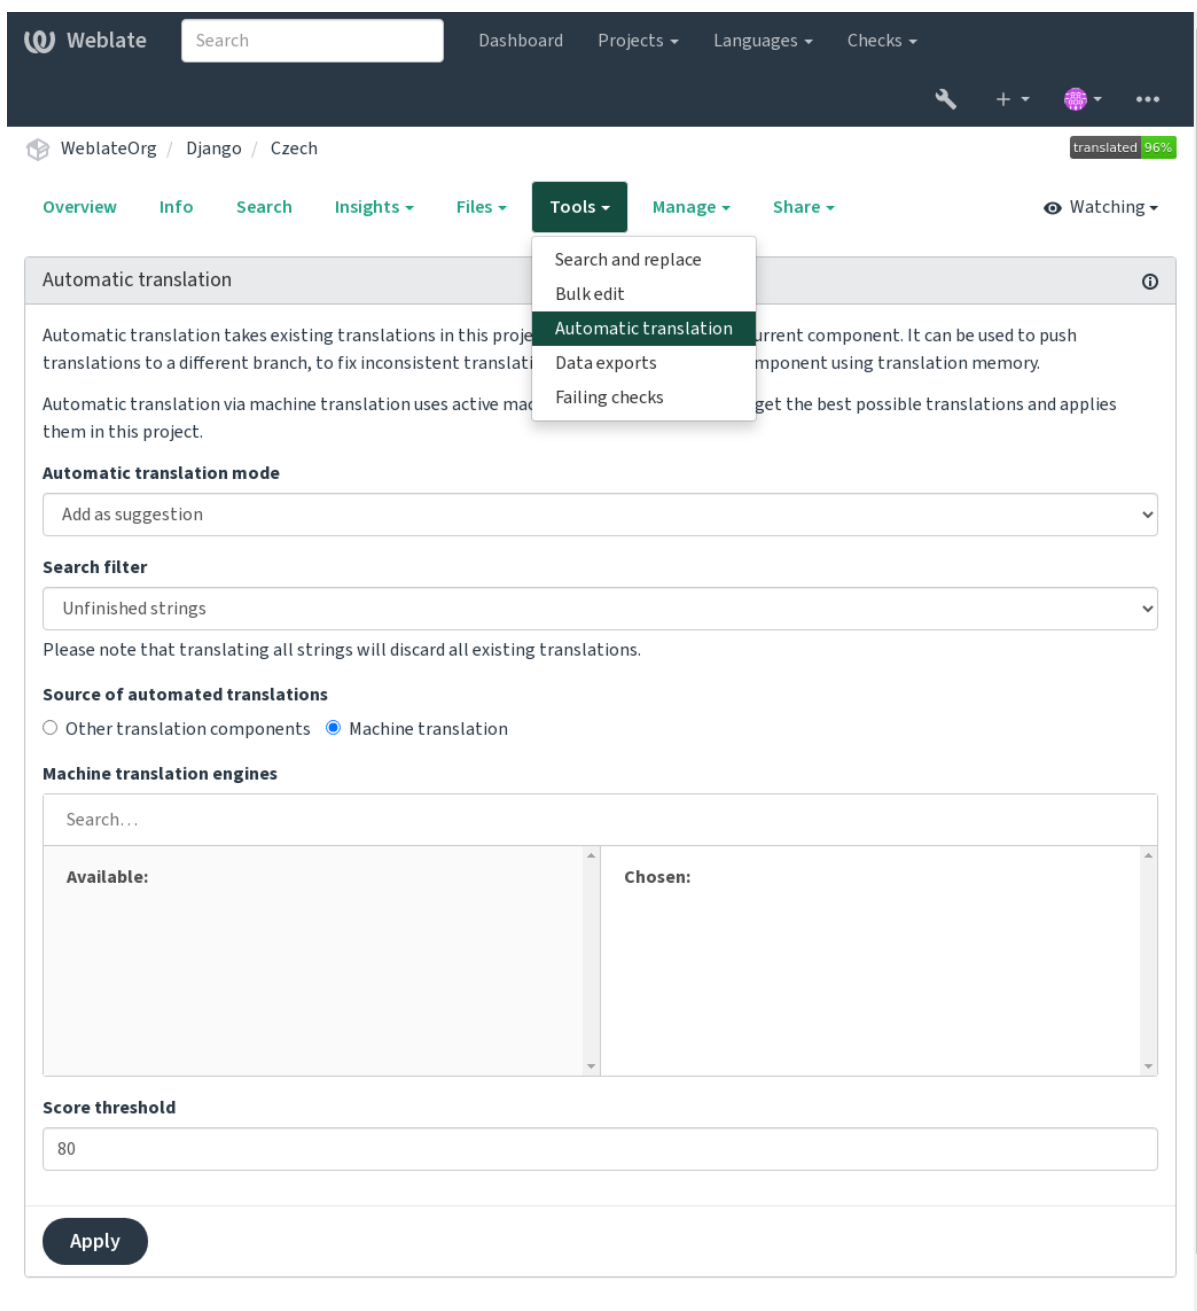 Weblate
Search
Dashboard
Projects
Languages
Checks
WeblateOrg / Django / Czech
translated 96%
Overview
Info
Search
Insights
Files
Tools
Manage
Share
Watching
Search and replace
Bulk edit
Automatic translation
Data exports
Failing checks
Automatic translation
Automatic translation takes existing translations in this proje urrent component. It can be used to push
translations to a different branch, to fix inconsistent translati mponent using translation memory.
Automatic translation via machine translation uses active mac get the best possible translations and applies
them in this project.
Automatic translation mode
Add as suggestion
Search filter
Unfinished strings
Please note that translating all strings will discard all existing translations.
Source of automated translations
Other translation components Machine translation
Machine translation engines
Search…
Available:
Chosen:
Score threshold
80
Apply